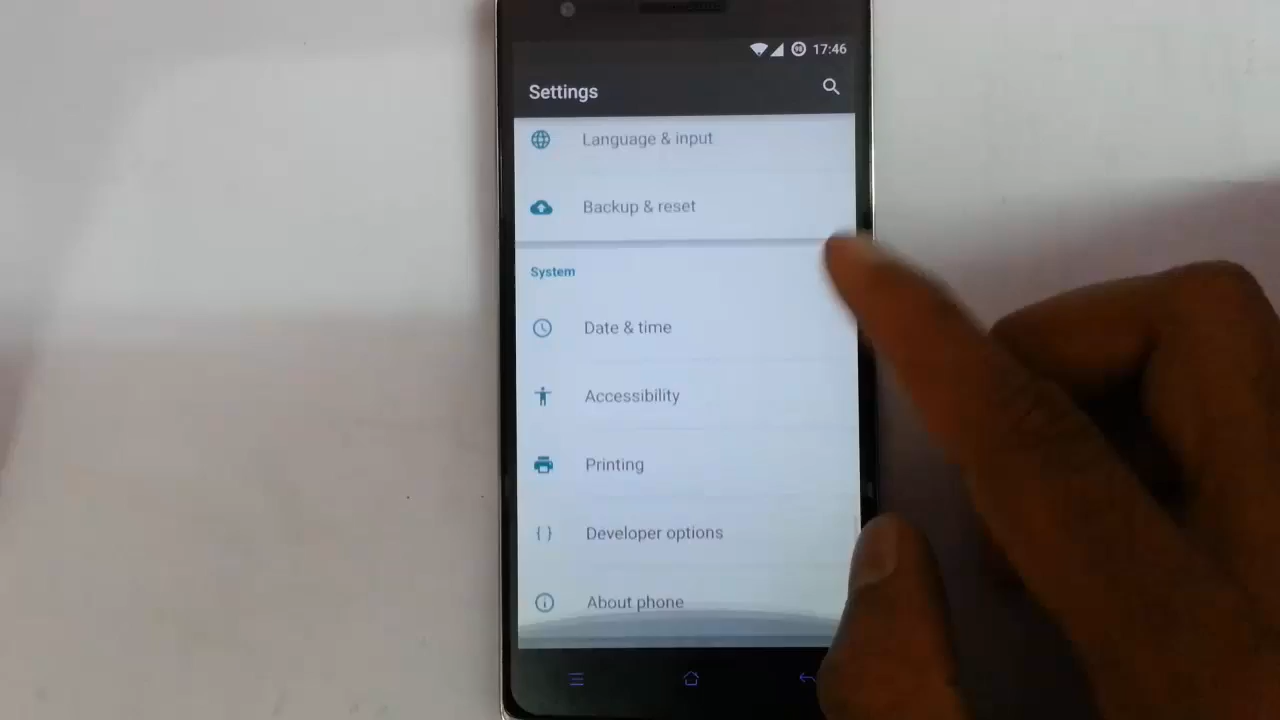 17:46
Settings
Language & input
Backup & reset
System
Date & time
Accessibility
Printing
Developer options
About phone